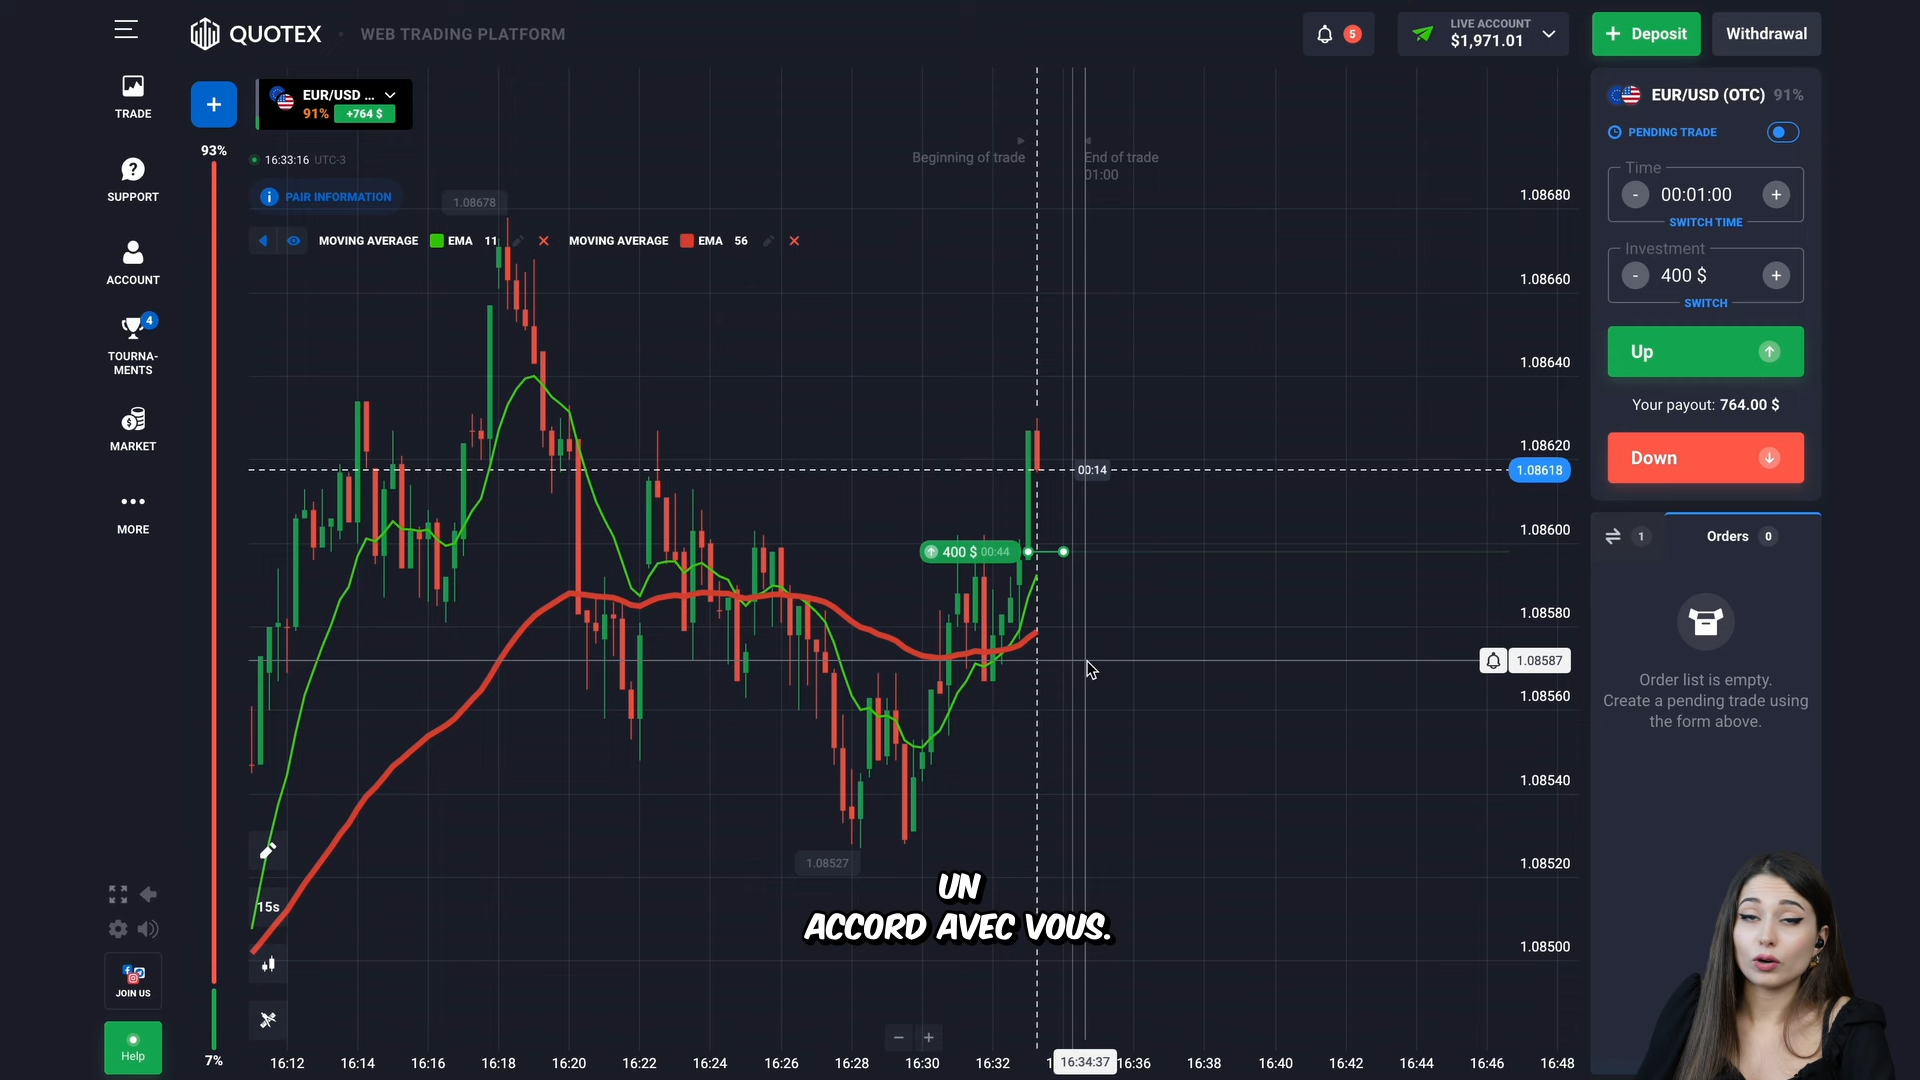 QUOTEX
WEB TRADING PLATFORM
5
LIVE ACCOUNT
$1,971.01
+ Deposit
Withdrawal
TRADE
SUPPORT
ACCOUNT
4
TOURNA-
MENTS
MARKET
MORE
JOIN US
Help
+
93%
7%
EUR/USD ...
91%
+764 $
16:33:16 UTC-3
PAIR INFORMATION
MOVING AVERAGE EMA 11
MOVING AVERAGE EMA 56
1.08678
Beginning of trade
End of trade
01:00
00:14
400 $ 00:44
1.08527
15s
UN
ACCORD AVEC VOUS.
1.08680
1.08660
1.08640
1.08620
1.08618
1.08600
1.08580
1.08587
1.08560
1.08540
1.08520
1.08500
16:12
16:14
16:16
16:18
16:20
16:22
16:24
16:26
16:28
16:30
16:32
16:34:37
16:36
16:38
16:40
16:42
16:44
16:46
16:48
EUR/USD (OTC) 91%
PENDING TRADE
Time
- 00:01:00 +
SWITCH TIME
Investment
- 400 $ +
SWITCH
Up
Your payout: 764.00 $
Down
1
Orders 0
Order list is empty.
Create a pending trade using
the form above.